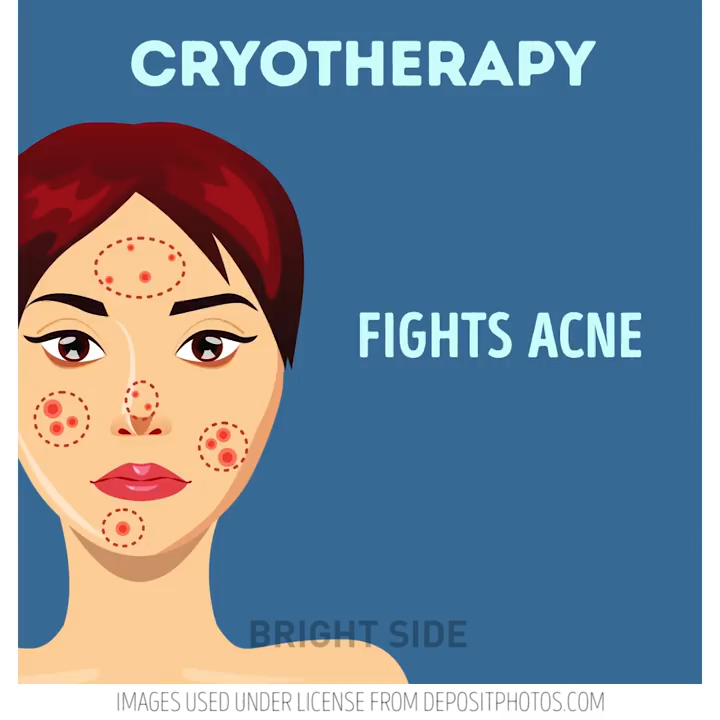 CRYOTHERAPY
FIGHTS ACNE
BRIGHT SIDE
IMAGES USED UNDER LICENSE FROM DEPOSITPHOTOS.COM